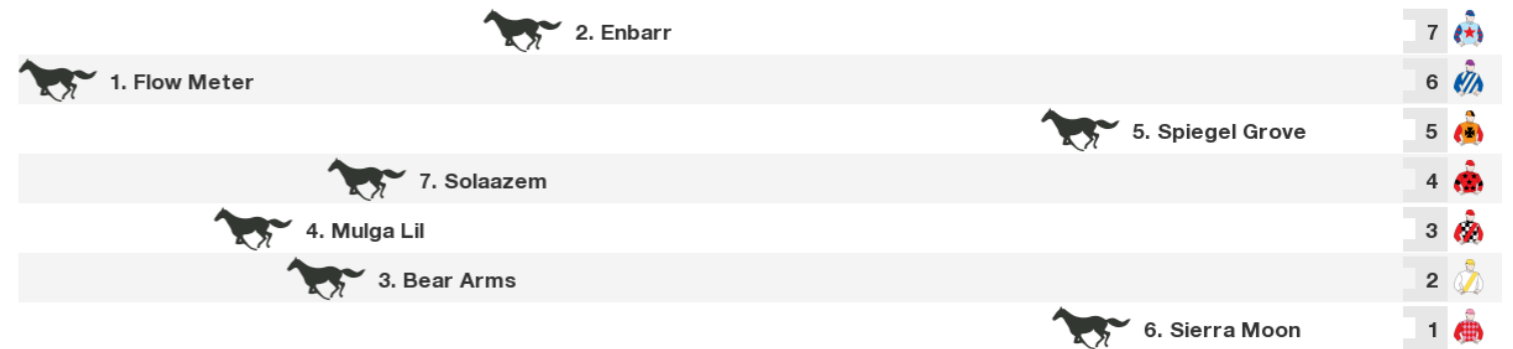 2. Enbarr 7
1. Flow Meter 6
5. Spiegel Grove 5
7. Solaazem 4
4. Mulga Lil 3
3. Bear Arms 2
6. Sierra Moon 1